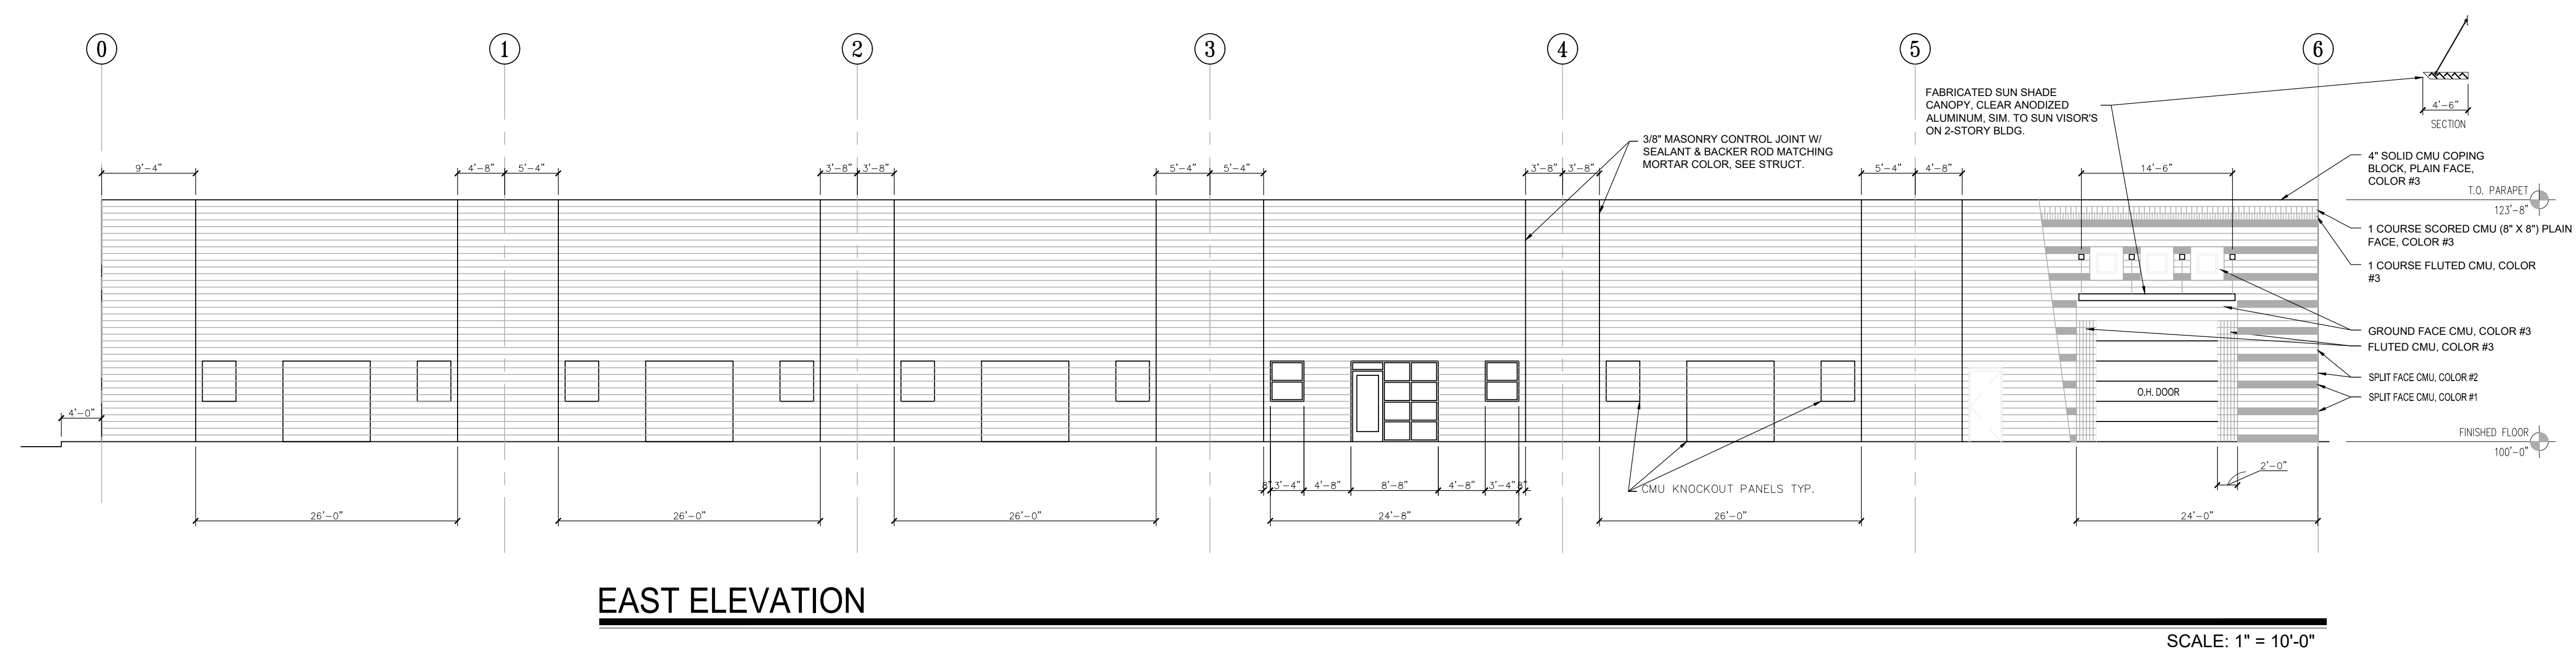 0
1
2
3
4
5
6
FABRICATED SUN SHADE
CANOPY, CLEAR ANODIZED
ALUMINUM, SIM. TO SUN VISOR'S
ON 2-STORY BLDG.
4'-6"
SECTION
3/8" MASONRY CONTROL JOINT W/
SEALANT & BACKER ROD MATCHING
MORTAR COLOR, SEE STRUCT.
4" SOLID CMU COPING
BLOCK, PLAIN FACE,
COLOR #3
9'-4"
4'-8"
5'-4"
3'-8"
3'-8"
5'-4"
5'-4"
3'-8"
3'-8"
5'-4"
4'-8"
14'-6"
T.O. PARAPET
123'-8"
1 COURSE SCORED CMU (8" X 8") PLAIN
FACE, COLOR #3
1 COURSE FLUTED CMU, COLOR
#3
GROUND FACE CMU, COLOR #3
FLUTED CMU, COLOR #3
SPLIT FACE CMU, COLOR #2
SPLIT FACE CMU, COLOR #1
O.H. DOOR
4'-0"
FINISHED FLOOR
100'-0"
2'-0"
8"
3'-4"
4'-8"
8'-8"
4'-8"
3'-4"
8"
CMU KNOCKOUT PANELS TYP.
26'-0"
26'-0"
26'-0"
24'-8"
26'-0"
24'-0"
EAST ELEVATION
SCALE: 1" = 10'-0"